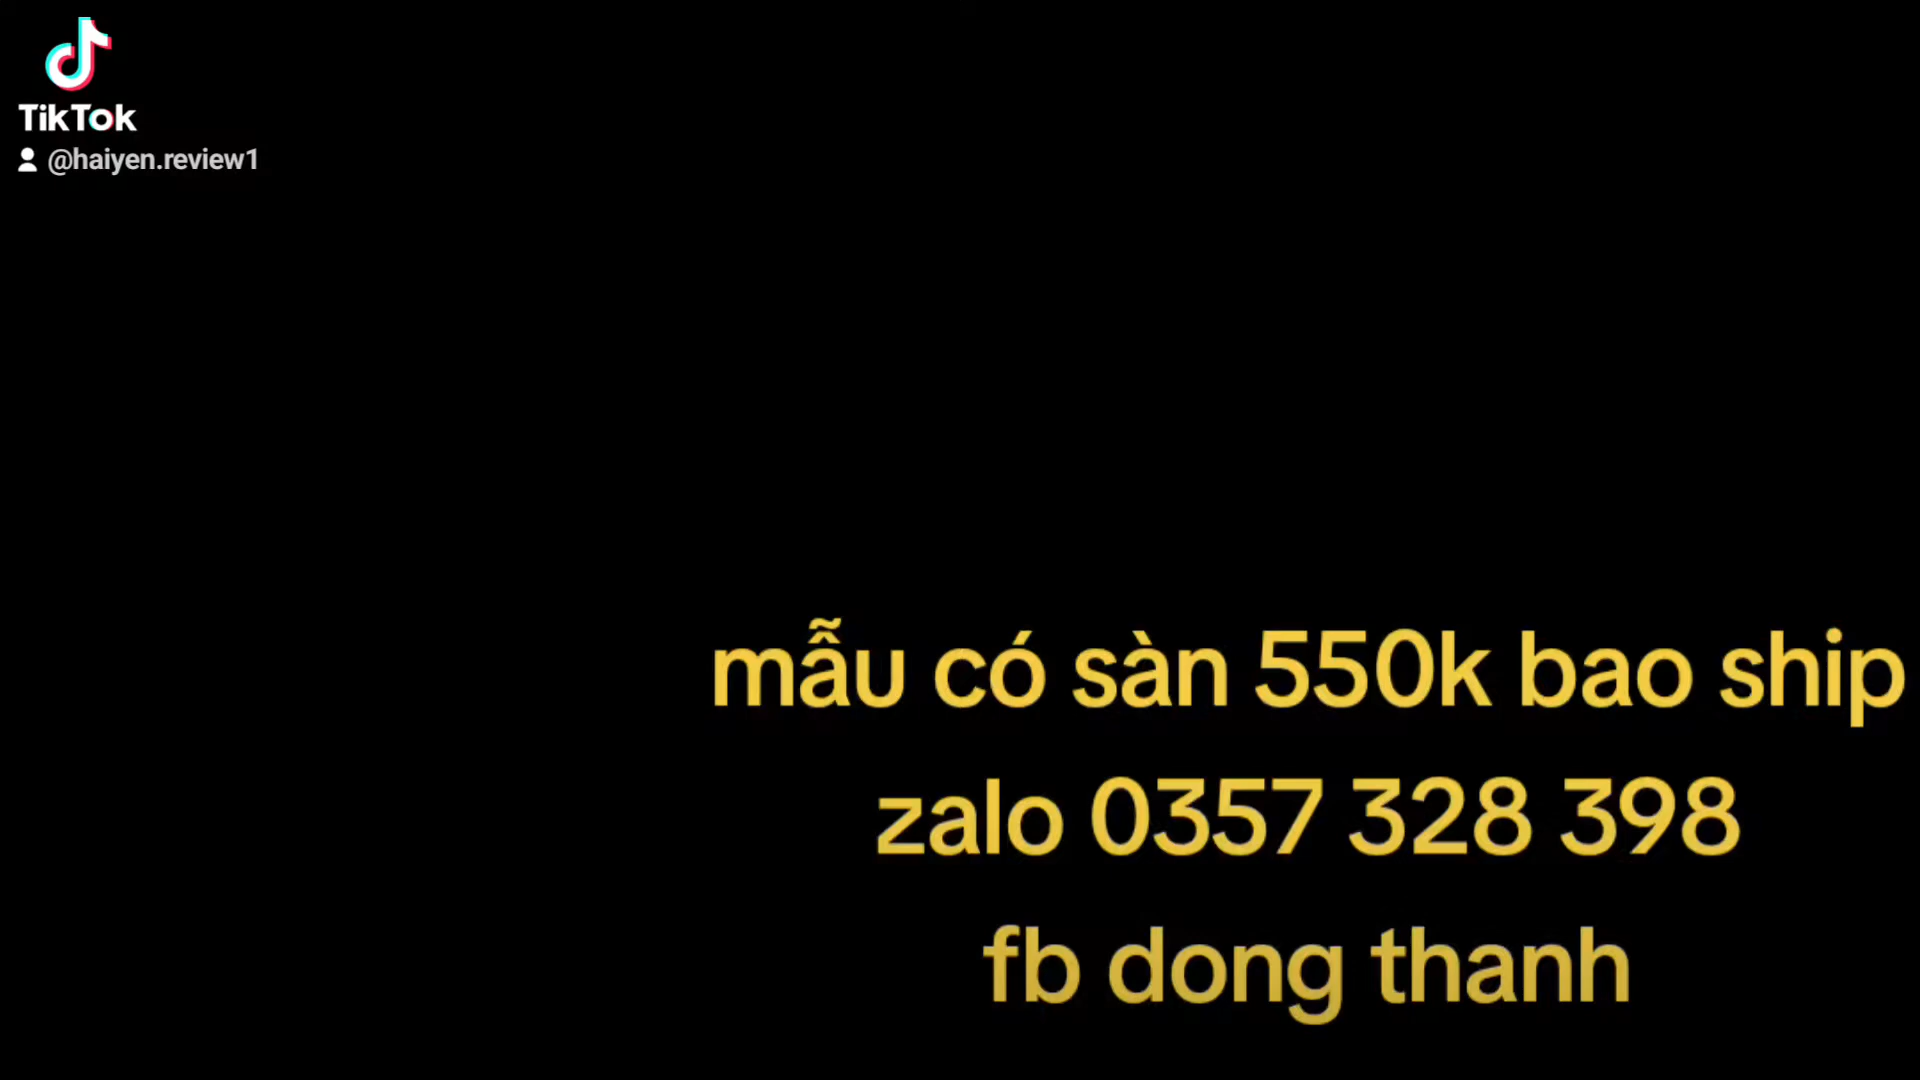 TikTok
@haiyen.review1
mẫu có sàn 550k bao ship
zalo 0357 328 398
fb dong thanh